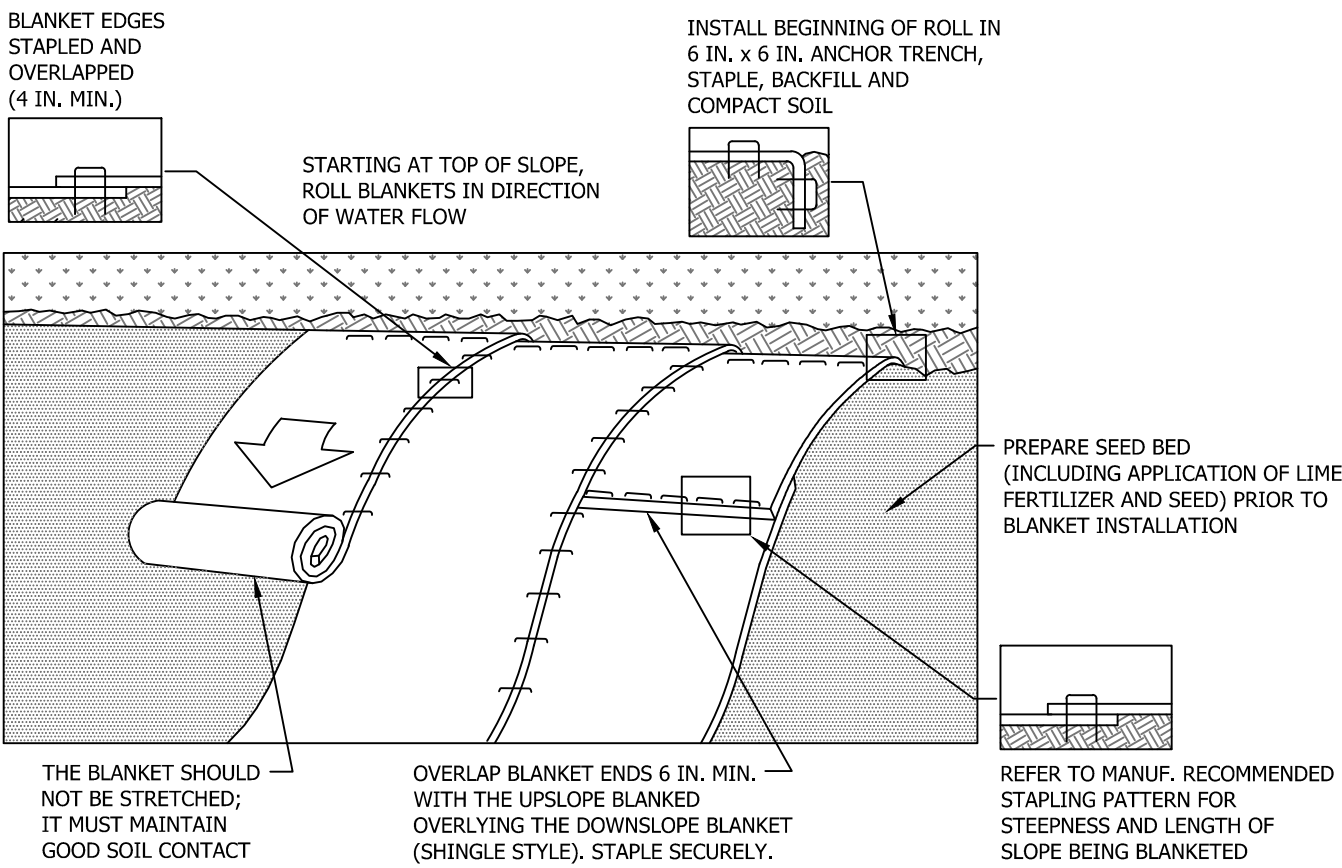 BLANKET EDGES
STAPLED AND
OVERLAPPED
(4 IN. MIN.)
INSTALL BEGINNING OF ROLL IN
6 IN. x 6 IN. ANCHOR TRENCH,
STAPLE, BACKFILL AND
COMPACT SOIL
STARTING AT TOP OF SLOPE,
ROLL BLANKETS IN DIRECTION
OF WATER FLOW
PREPARE SEED BED
(INCLUDING APPLICATION OF LIME
FERTILIZER AND SEED) PRIOR TO
BLANKET INSTALLATION
THE BLANKET SHOULD
NOT BE STRETCHED;
IT MUST MAINTAIN
GOOD SOIL CONTACT
OVERLAP BLANKET ENDS 6 IN. MIN.
WITH THE UPSLOPE BLANKED
OVERLYING THE DOWNSLOPE BLANKET
(SHINGLE STYLE). STAPLE SECURELY.
REFER TO MANUF. RECOMMENDED
STAPLING PATTERN FOR
STEEPNESS AND LENGTH OF
SLOPE BEING BLANKETED